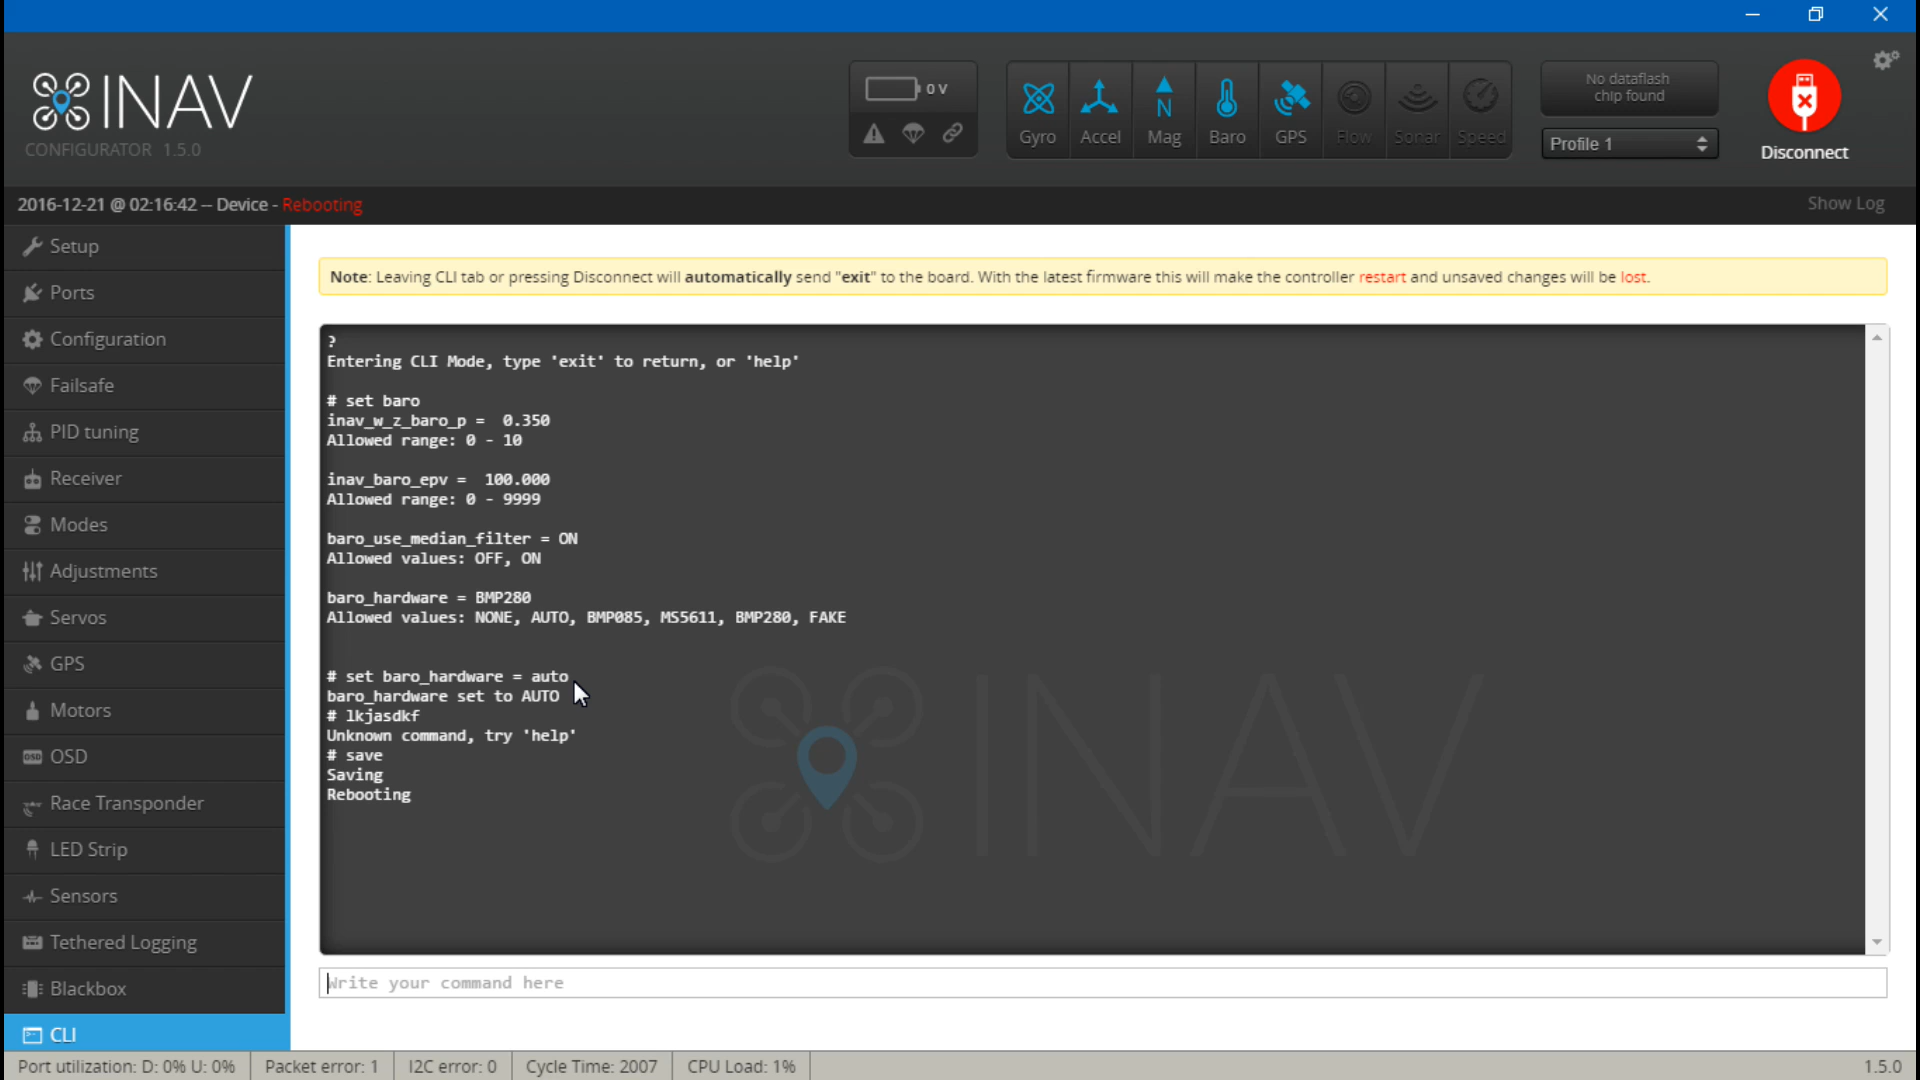 INAV
CONFIGURATOR 1.5.0
0 V
Gyro
Accel
Mag
Baro
GPS
Flow
Sonar
Speed
No dataflash
chip found
Profile 1
Disconnect
2016-12-21 @ 02:16:42 -- Device - Rebooting
Show Log
Setup
Ports
Configuration
Failsafe
PID tuning
Receiver
Modes
Adjustments
Servos
GPS
Motors
OSD
OSD
Race Transponder
LED Strip
Sensors
Tethered Logging
Blackbox
CLI
Note: Leaving CLI tab or pressing Disconnect will automatically send "exit" to the board. With the latest firmware this will make the controller restart and unsaved changes will be lost.
?
Entering CLI Mode, type 'exit' to return, or 'help'
# set baro
inav_w_z_baro_p =  0.350
Allowed range: 0 - 10
inav_baro_epv =  100.000
Allowed range: 0 - 9999
baro_use_median_filter = ON
Allowed values: OFF, ON
baro_hardware = BMP280
Allowed values: NONE, AUTO, BMP085, MS5611, BMP280, FAKE
# set baro_hardware = auto
baro_hardware set to AUTO
# lkjasdkf
Unknown command, try 'help'
# save
Saving
Rebooting
INAV
Write your command here
Port utilization: D: 0% U: 0%
Packet error: 1
I2C error: 0
Cycle Time: 2007
CPU Load: 1%
1.5.0